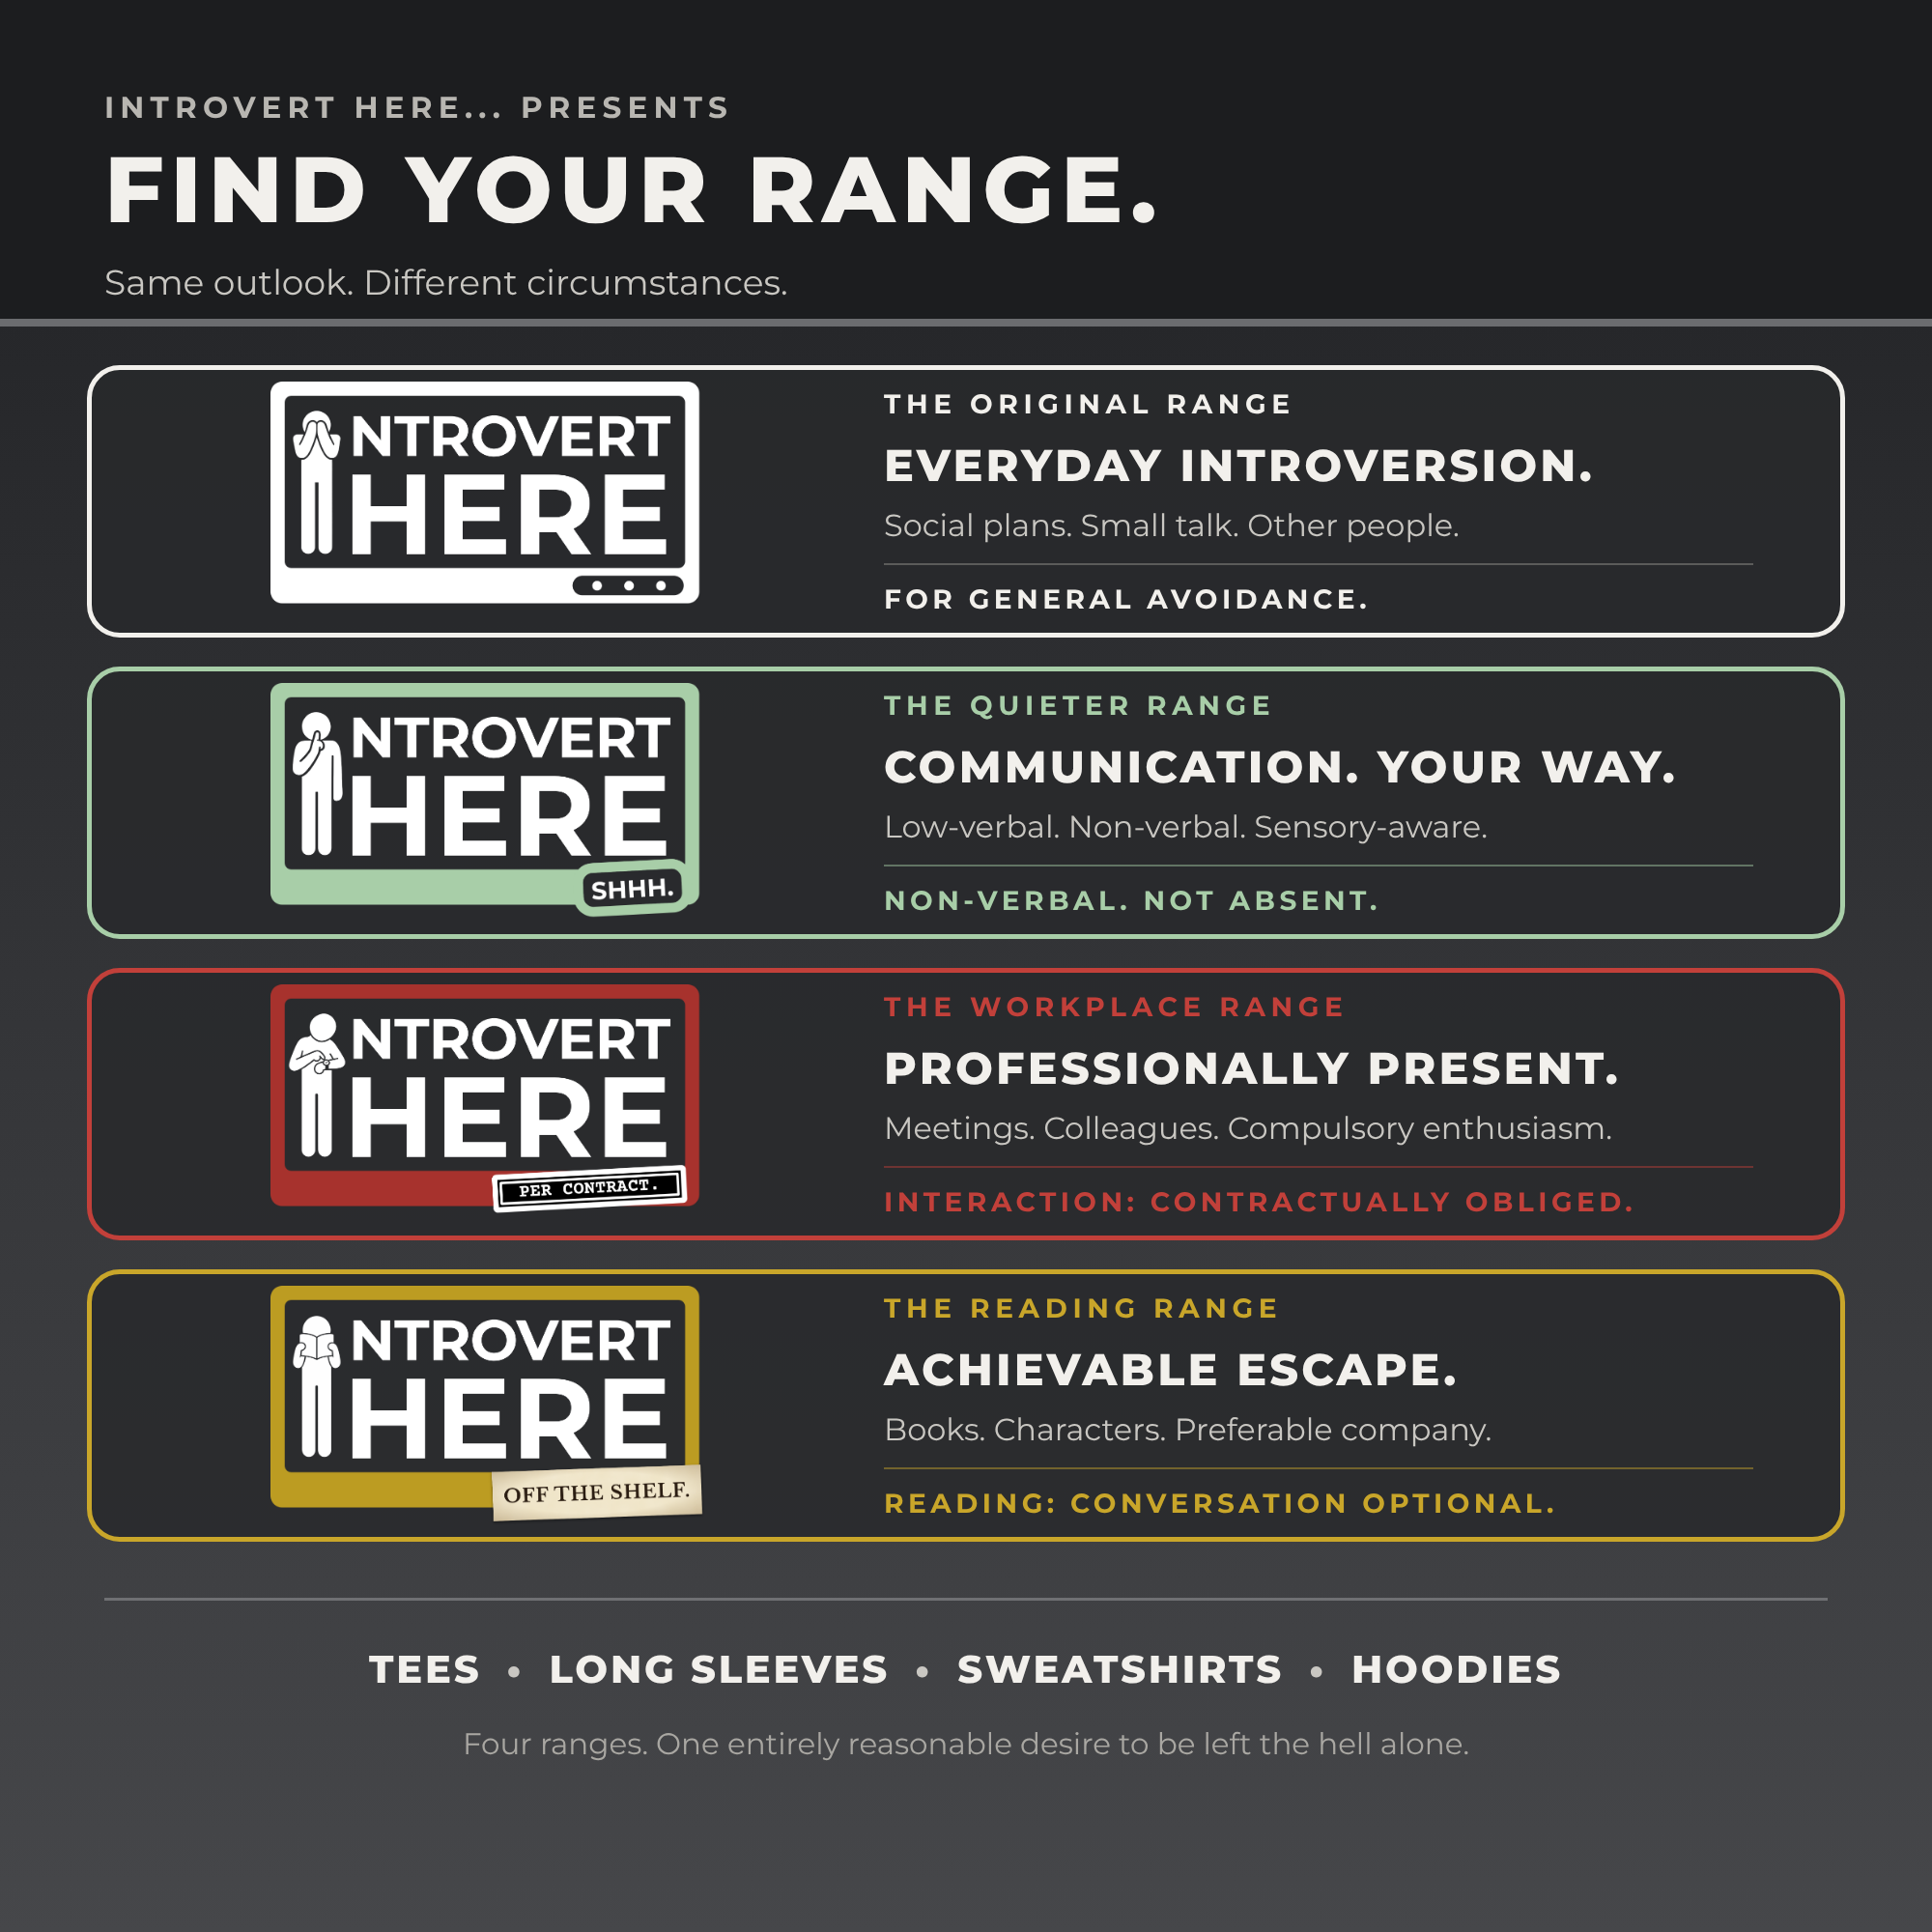 INTROVERT HERE... PRESENTS
FIND YOUR RANGE.
Same outlook. Different circumstances.
NTROVERT
HERE
THE ORIGINAL RANGE
EVERYDAY INTROVERSION.
Social plans. Small talk. Other people.
FOR GENERAL AVOIDANCE.
NTROVERT
HERE
SHHH.
THE QUIETER RANGE
COMMUNICATION. YOUR WAY.
Low-verbal. Non-verbal. Sensory-aware.
NON-VERBAL. NOT ABSENT.
NTROVERT
HERE
PER CONTRACT.
THE WORKPLACE RANGE
PROFESSIONALLY PRESENT.
Meetings. Colleagues. Compulsory enthusiasm.
INTERACTION: CONTRACTUALLY OBLIGED.
NTROVERT
HERE
OFF THE SHELF.
THE READING RANGE
ACHIEVABLE ESCAPE.
Books. Characters. Preferable company.
READING: CONVERSATION OPTIONAL.
TEES • LONG SLEEVES • SWEATSHIRTS • HOODIES
Four ranges. One entirely reasonable desire to be left the hell alone.